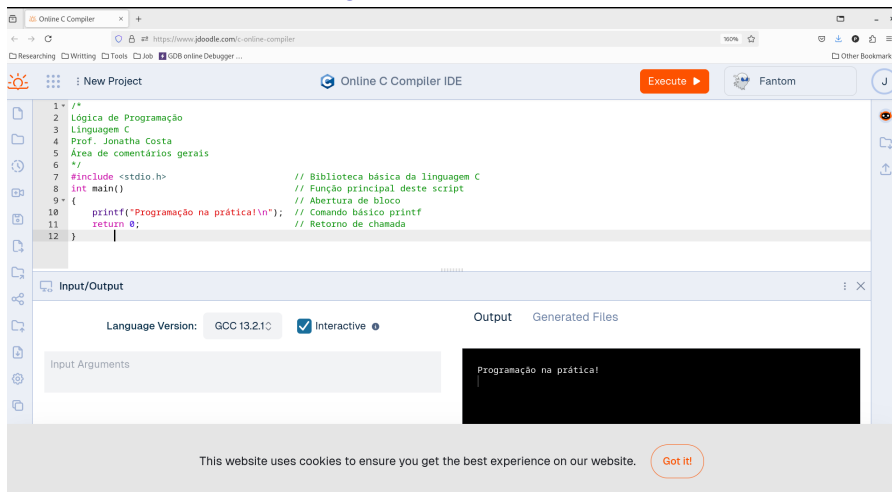 Online C Compiler × +
https://www.jdoodle.com/c-online-compiler 160%
Researching Writting Tools Job GDB online Debugger ... Other Bookmark
New Project Online C Compiler IDE Execute Fantom J
1 /*
2 Lógica de Programação
3 Linguagem C
4 Prof. Jonatha Costa
5 Área de comentários gerais
6 */
7 #include <stdio.h> // Biblioteca básica da linguagem C
8 int main() // Função principal deste script
9 { // Abertura de bloco
10 printf("Programação na prática!\n"); // Comando básico printf
11 return 0; // Retorno de chamada
12 }
Input/Output
Language Version: GCC 13.2.1 Interactive
Output Generated Files
Input Arguments
Programação na prática!
This website uses cookies to ensure you get the best experience on our website. Got it!